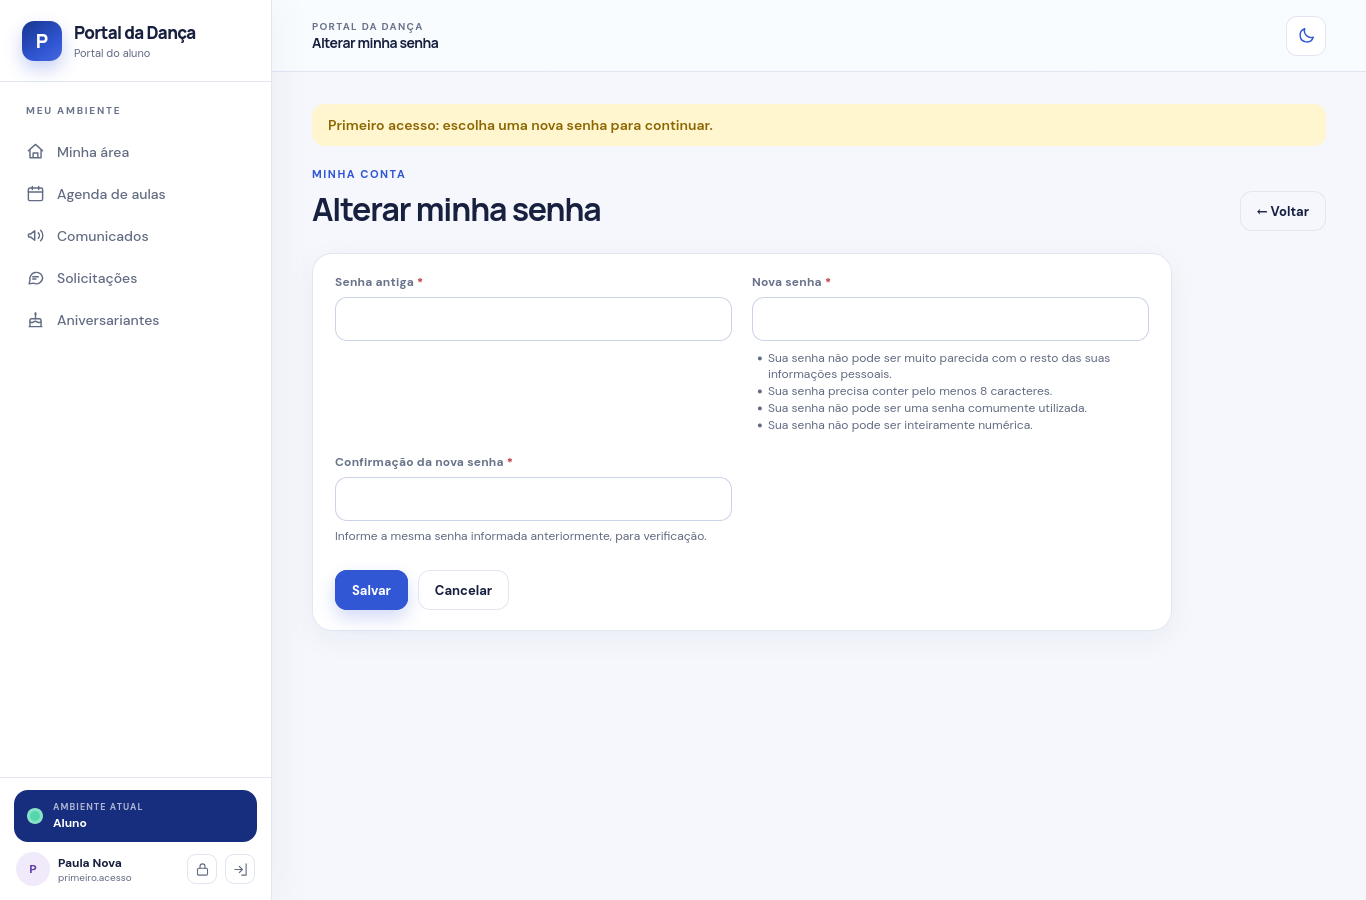 P
Portal da Dança
Portal do aluno
MEU AMBIENTE
Minha área
Agenda de aulas
Comunicados
Solicitações
Aniversariantes
AMBIENTE ATUAL
Aluno
P
Paula Nova
primeiro.acesso
PORTAL DA DANÇA
Alterar minha senha
Primeiro acesso: escolha uma nova senha para continuar.
MINHA CONTA
Alterar minha senha
← Voltar
Senha antiga *
Nova senha *
• Sua senha não pode ser muito parecida com o resto das suas
informações pessoais.
• Sua senha precisa conter pelo menos 8 caracteres.
• Sua senha não pode ser uma senha comumente utilizada.
• Sua senha não pode ser inteiramente numérica.
Confirmação da nova senha *
Informe a mesma senha informada anteriormente, para verificação.
Salvar
Cancelar